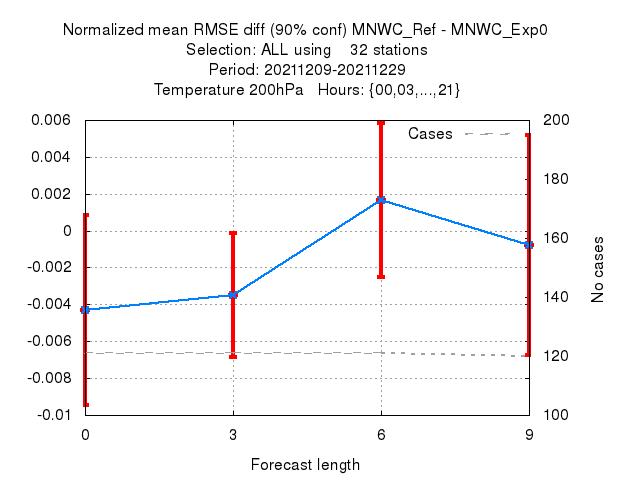 Normalized mean RMSE diff (90% conf) MNWC_Ref - MNWC_Exp0
Selection: ALL using 32 stations
Period: 20211209-20211229
Temperature 200hPa Hours: {00,03,...,21}
0.006
0.004
0.002
0
-0.002
-0.004
-0.006
-0.008
-0.01
Cases
200
180
160
140
120
100
No cases
0 3 6 9
Forecast length